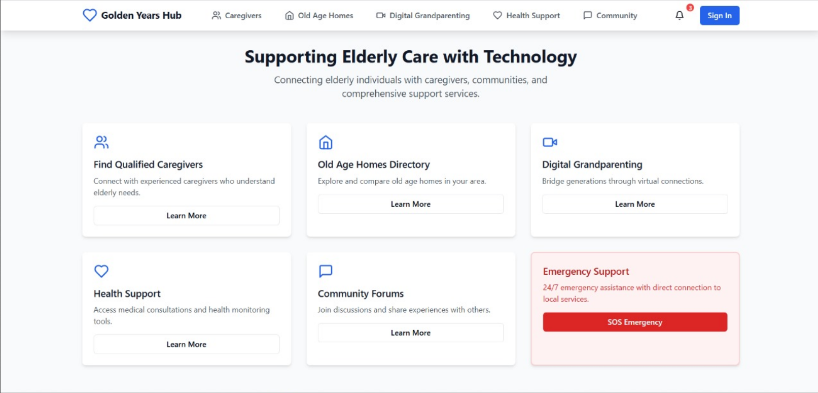 Golden Years Hub Caregivers Old Age Homes Digital Grandparenting Health Support Community 3 Sign In
Supporting Elderly Care with Technology
Connecting elderly individuals with caregivers, communities, and
comprehensive support services.
Find Qualified Caregivers
Connect with experienced caregivers who understand
elderly needs.
Learn More
Old Age Homes Directory
Explore and compare old age homes in your area.
Learn More
Digital Grandparenting
Bridge generations through virtual connections.
Learn More
Health Support
Access medical consultations and health monitoring
tools.
Learn More
Community Forums
Join discussions and share experiences with others.
Learn More
Emergency Support
24/7 emergency assistance with direct connection to
local services.
SOS Emergency